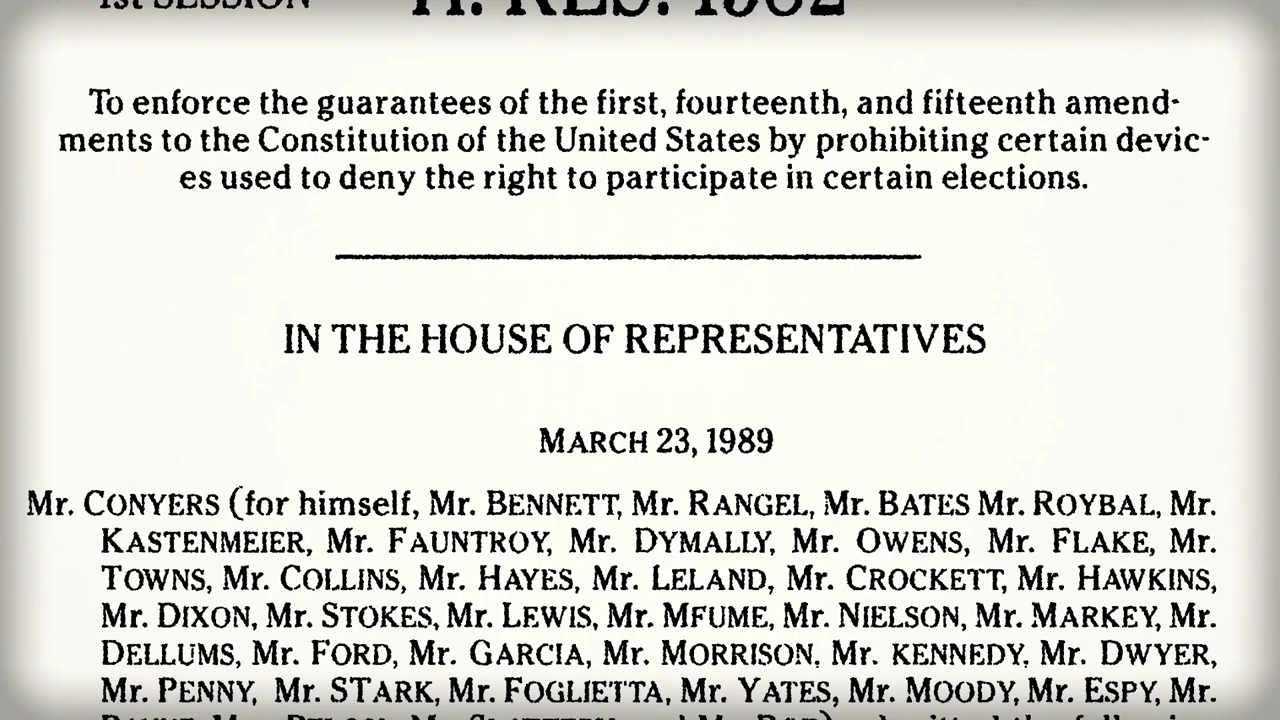 1st SESSION H. RES. 1582
To enforce the guarantees of the first, fourteenth, and fifteenth amend-
ments to the Constitution of the United States by prohibiting certain devic-
es used to deny the right to participate in certain elections.
IN THE HOUSE OF REPRESENTATIVES
MARCH 23, 1989
Mr. CONYERS (for himself, Mr. BENNETT, Mr. RANGEL, Mr. BATES Mr. ROYBAL, Mr.
KASTENMEIER, Mr. FAUNTROY, Mr. DYMALLY, Mr. OWENS, Mr. FLAKE, Mr.
TOWNS, Mr. COLLINS, Mr. HAYES, Mr. LELAND, Mr. CROCKETT, Mr. HAWKINS,
Mr. DIXON, Mr. STOKES, Mr. LEWIS, Mr. MFUME, Mr. NIELSON, Mr. MARKEY, Mr.
DELLUMS, Mr. FORD, Mr. GARCIA, Mr. MORRISON, Mr. KENNEDY, Mr. DWYER,
Mr. PENNY, Mr. STARK, Mr. FOGLIETTA, Mr. YATES, Mr. MOODY, Mr. ESPY, Mr.